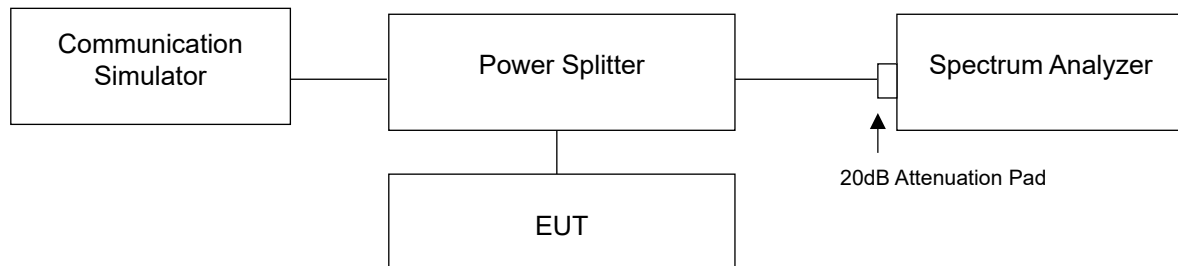 Communication
Simulator
Power Splitter
Spectrum Analyzer
20dB Attenuation Pad
EUT